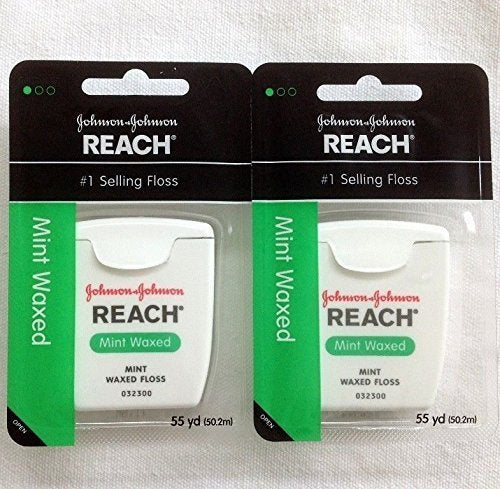 Johnson & Johnson
REACH®
#1 Selling Floss
Mint Waxed
Johnson & Johnson
REACH®
Mint Waxed
MINT
WAXED FLOSS
032300
OPEN
55 yd (50.2m)
Johnson & Johnson
REACH®
#1 Selling Floss
Mint Waxed
Johnson & Johnson
REACH®
Mint Waxed
MINT
WAXED FLOSS
032300
OPEN
55 yd (50.2m)